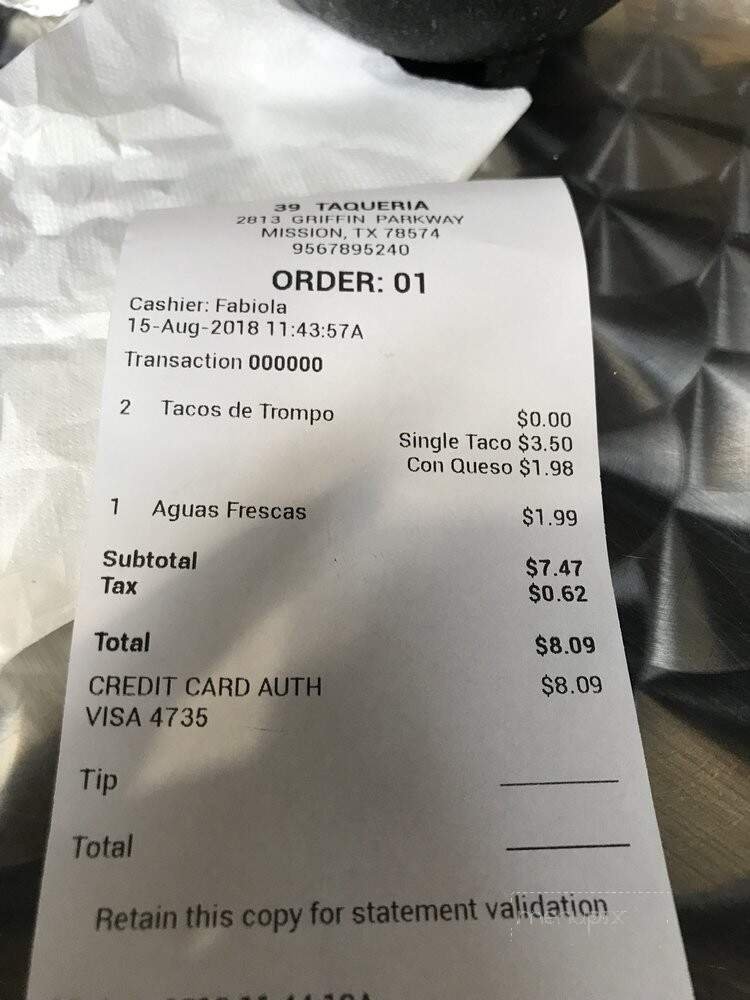 39 TAQUERIA
2813 GRIFFIN PARKWAY
MISSION, TX 78574
9567895240
ORDER: 01
Cashier: Fabiola
15-Aug-2018 11:43:57A
Transaction 000000
2 Tacos de Trompo $0.00
Single Taco $3.50
Con Queso $1.98
1 Aguas Frescas $1.99
Subtotal $7.47
Tax $0.62
Total $8.09
CREDIT CARD AUTH $8.09
VISA 4735
Tip
Total
Retain this copy for statement validation
menupix